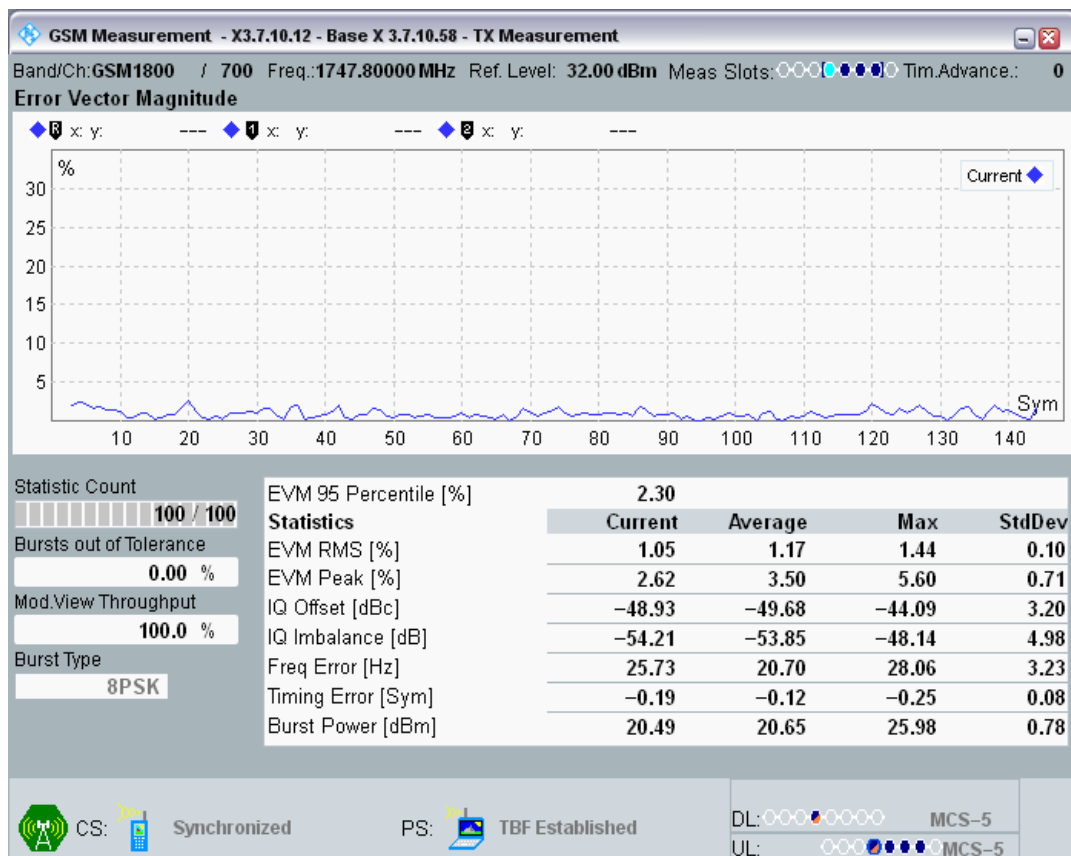 GSM Measurement - X3.7.10.12 - Base X 3.7.10.58 - TX Measurement
Band/Ch:GSM1800 / 700 Freq.:1747.80000 MHz Ref. Level: 32.00 dBm Meas Slots: Tim.Advance.: 0
Error Vector Magnitude
R x: y: --- 1 x: y: --- 2 x: y: ---
%
Current
30
25
20
15
10
5
Sym
10 20 30 40 50 60 70 80 90 100 110 120 130 140
Statistic Count
100 / 100
Bursts out of Tolerance
0.00 %
Mod.View Throughput
100.0 %
Burst Type
8PSK
EVM 95 Percentile [%] 2.30
Statistics Current Average Max StdDev
EVM RMS [%] 1.05 1.17 1.44 0.10
EVM Peak [%] 2.62 3.50 5.60 0.71
IQ Offset [dBc] −48.93 −49.68 −44.09 3.20
IQ Imbalance [dB] −54.21 −53.85 −48.14 4.98
Freq Error [Hz] 25.73 20.70 28.06 3.23
Timing Error [Sym] −0.19 −0.12 −0.25 0.08
Burst Power [dBm] 20.49 20.65 25.98 0.78
CS: Synchronized PS: TBF Established
DL: MCS−5
UL: MCS−5